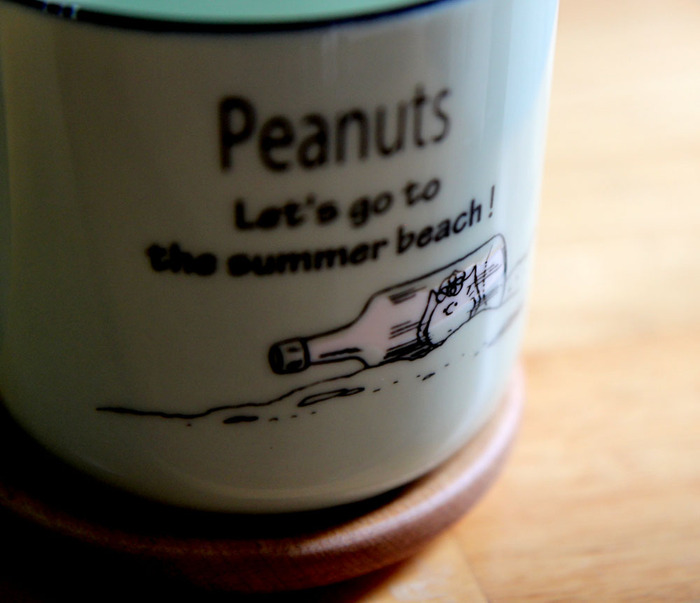 Peanuts
Let's go to
the summer beach!